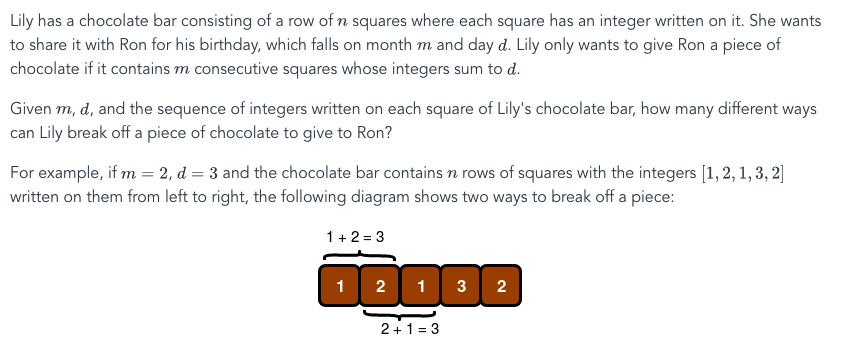 Lily has a chocolate bar consisting of a row of n squares where each square has an integer written on it. She wants
to share it with Ron for his birthday, which falls on month m and day d. Lily only wants to give Ron a piece of
chocolate if it contains m consecutive squares whose integers sum to d.
Given m, d, and the sequence of integers written on each square of Lily's chocolate bar, how many different ways
can Lily break off a piece of chocolate to give to Ron?
For example, if m = 2, d = 3 and the chocolate bar contains n rows of squares with the integers [1, 2, 1, 3, 2]
written on them from left to right, the following diagram shows two ways to break off a piece:
1 + 2 = 3
1 2 1 3 2
2 + 1 = 3